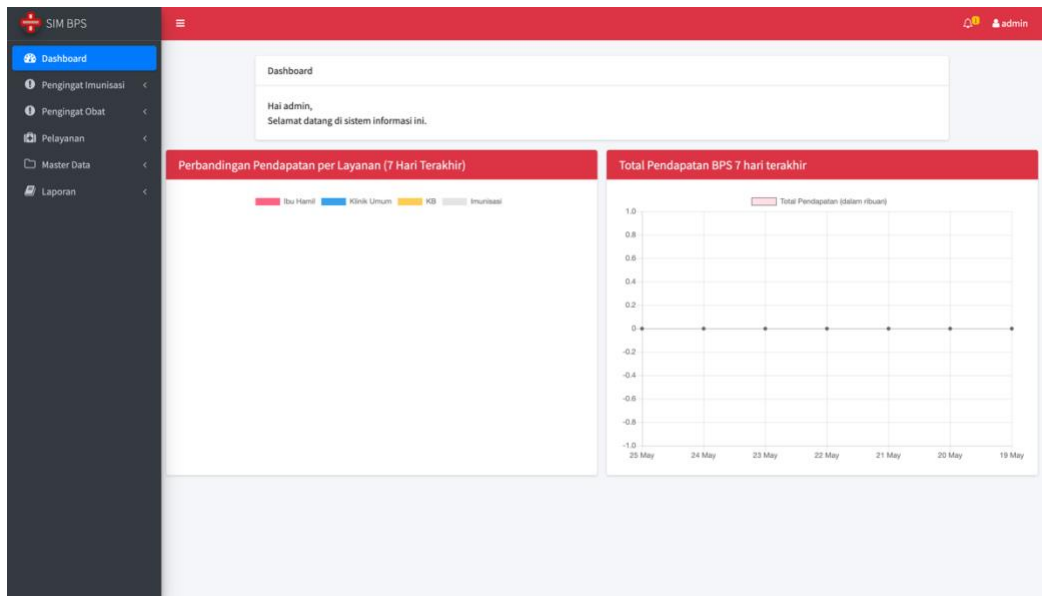 SIM BPS
admin
Dashboard
Pengingat Imunisasi
Pengingat Obat
Pelayanan
Master Data
Laporan
Dashboard
Hai admin,
Selamat datang di sistem informasi ini.
Perbandingan Pendapatan per Layanan (7 Hari Terakhir)
Ibu Hamil Klinik Umum KB Imunisasi
Total Pendapatan BPS 7 hari terakhir
Total Pendapatan (dalam ribuan)
1.0
0.8
0.6
0.4
0.2
0
-0.2
-0.4
-0.6
-0.8
-1.0
25 May 24 May 23 May 22 May 21 May 20 May 19 May